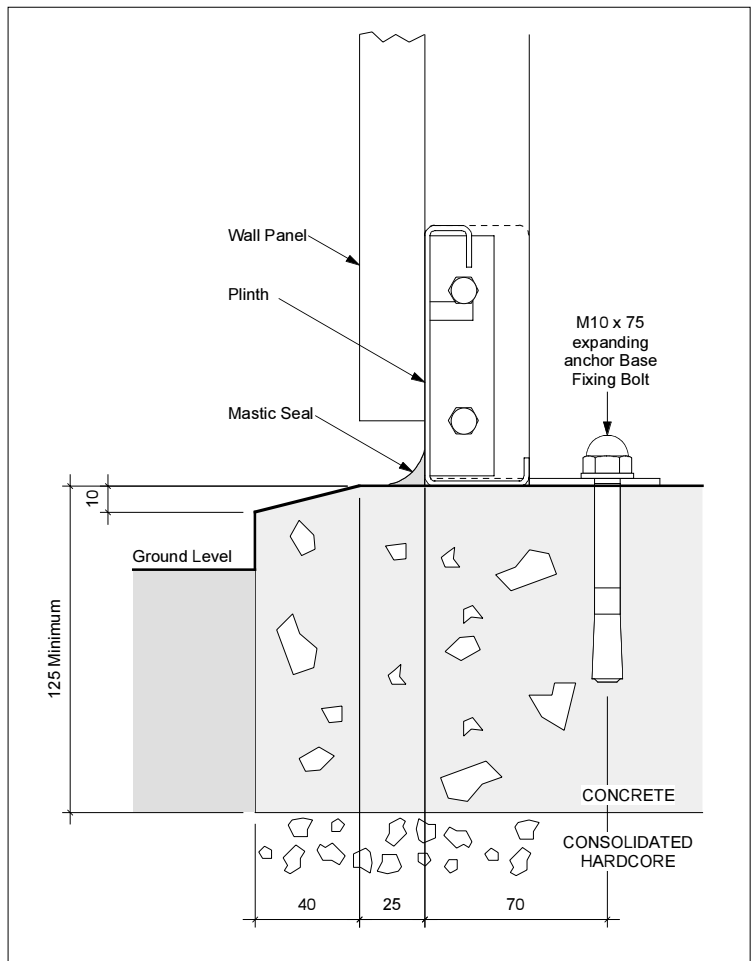 Wall Panel
Plinth
M10 x 75
expanding
anchor Base
Fixing Bolt
Mastic Seal
10
Ground Level
125 Minimum
CONCRETE
CONSOLIDATED
HARDCORE
40
25
70